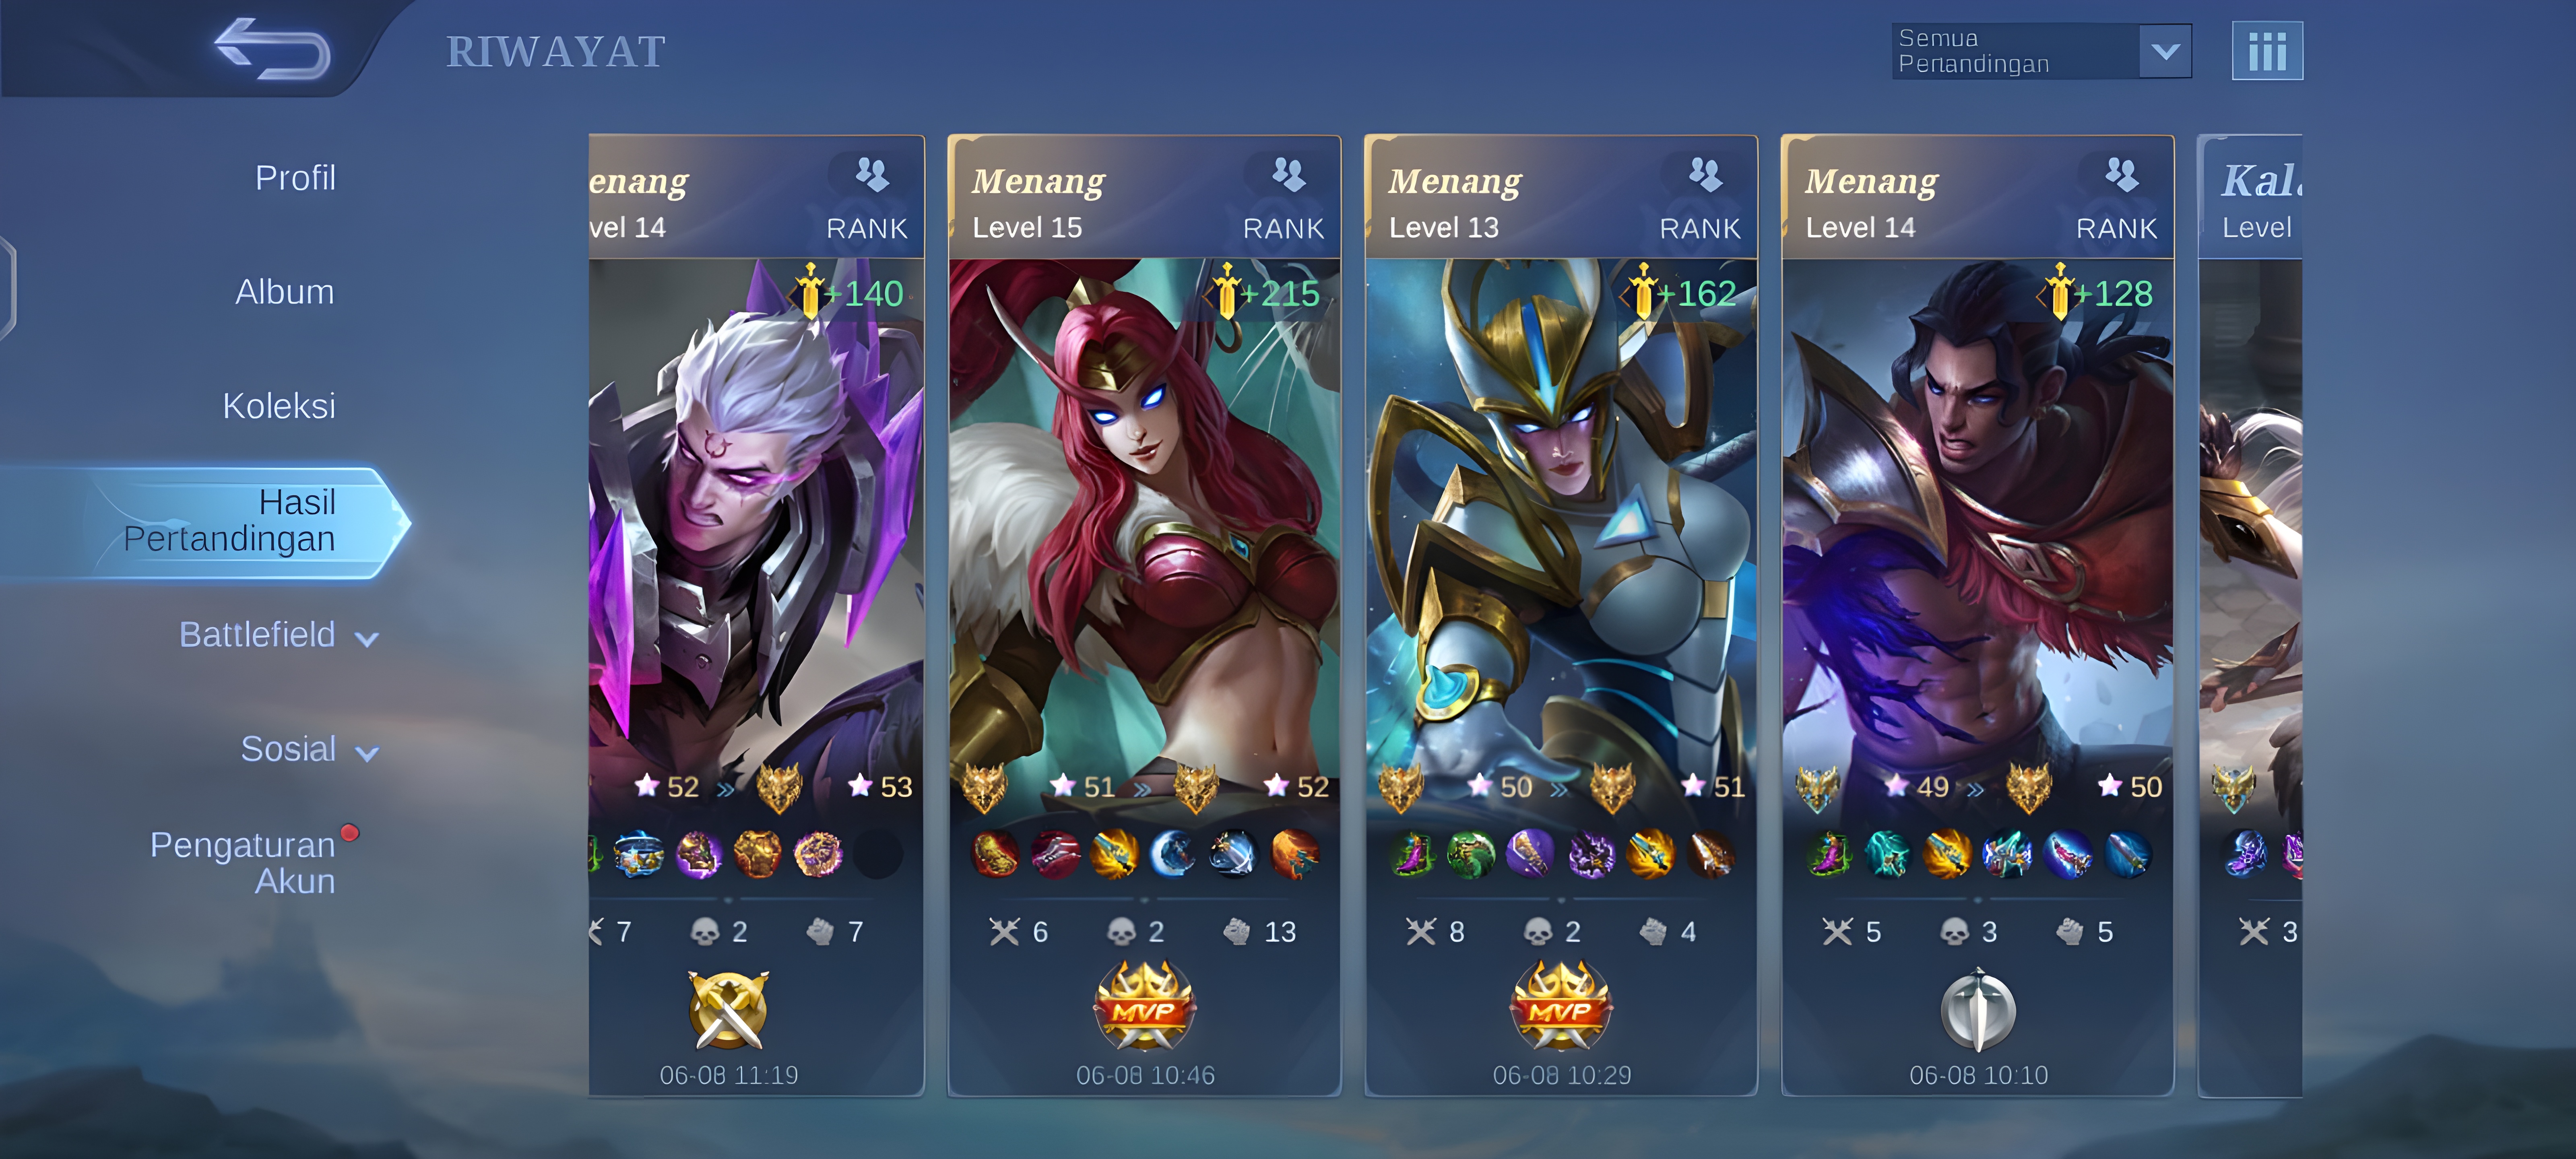 RIWAYAT
Semua
Pertandingan
Profil
Album
Koleksi
Hasil
Pertandingan
Battlefield
Sosial
Pengaturan
Akun
enang
vel 14
RANK
+140
52
53
7
2
7
06-08 11:19
Menang
Level 15
RANK
+215
51
52
6
2
13
MVP
06-08 10:46
Menang
Level 13
RANK
+162
50
51
8
2
4
MVP
06-08 10:29
Menang
Level 14
RANK
+128
49
50
5
3
5
06-08 10:10
Kala
Level
3